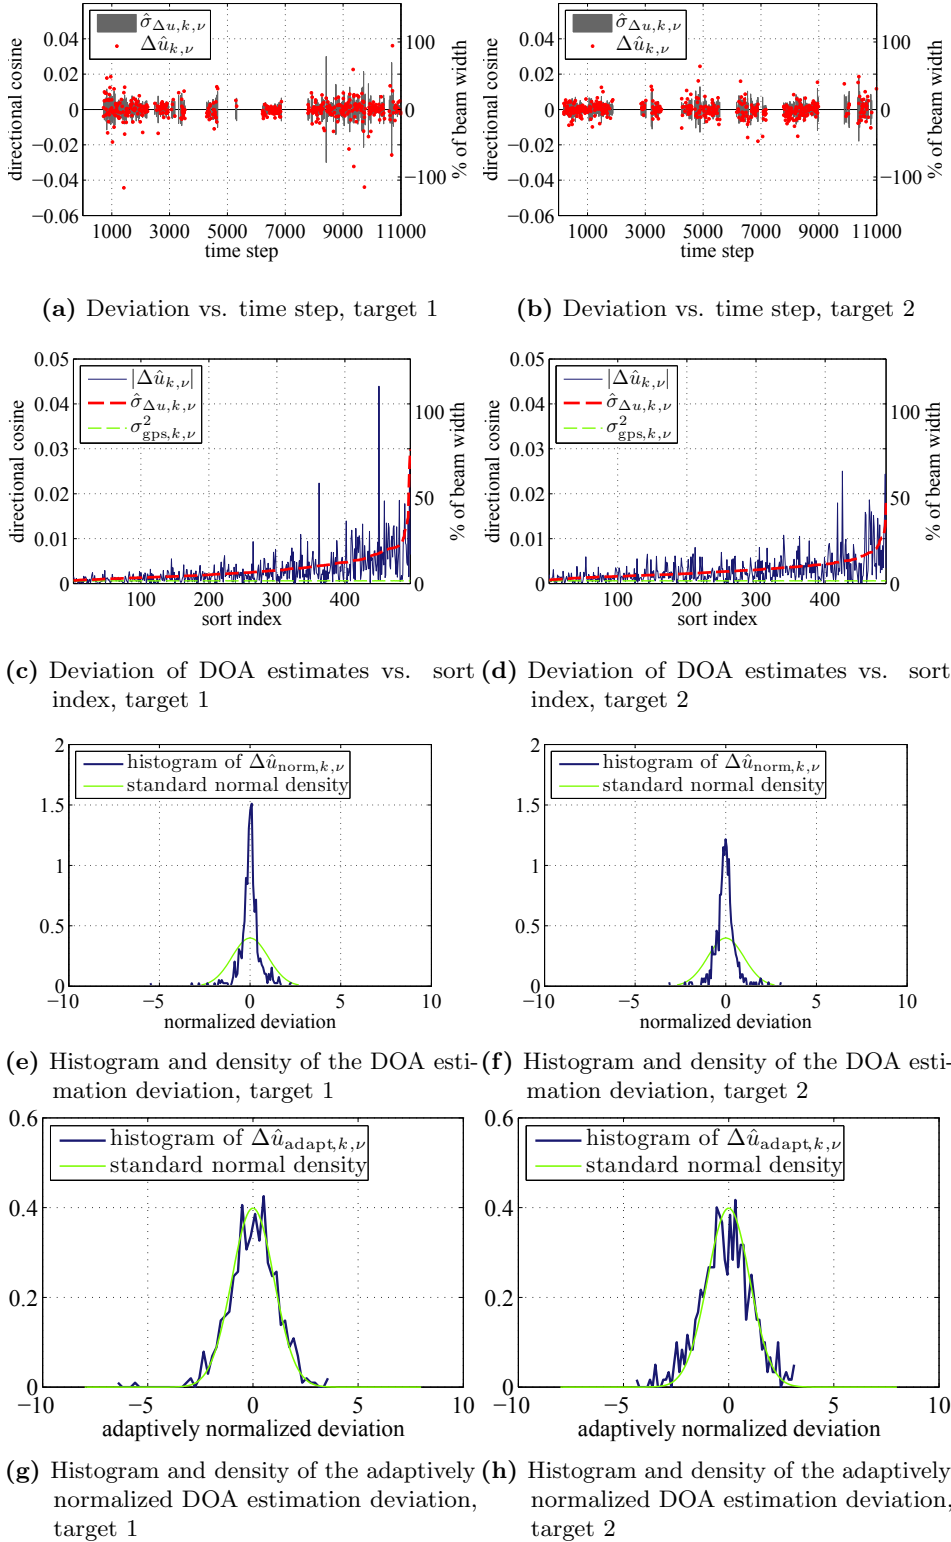 0.06
0.04
0.02
0
−0.02
−0.04
−0.06
directional cosine
σ̂Δu,k,ν
Δûk,ν
100
0
−100
% of beam width
1000 3000 5000 7000 9000 11000
time step
0.06
0.04
0.02
0
−0.02
−0.04
−0.06
directional cosine
σ̂Δu,k,ν
Δûk,ν
100
0
−100
% of beam width
1000 3000 5000 7000 9000 11000
time step
(a) Deviation vs. time step, target 1
(b) Deviation vs. time step, target 2
0.05
0.04
0.03
0.02
0.01
0
directional cosine
|Δûk,ν|
σ̂Δu,k,ν
σ²gps,k,ν
100
50
0
% of beam width
100 200 300 400
sort index
0.05
0.04
0.03
0.02
0.01
0
directional cosine
|Δûk,ν|
σ̂Δu,k,ν
σ²gps,k,ν
100
50
0
% of beam width
100 200 300 400
sort index
(c) Deviation of DOA estimates vs. sort
index, target 1
(d) Deviation of DOA estimates vs. sort
index, target 2
2
1.5
1
0.5
0
histogram of Δûnorm,k,ν
standard normal density
−10 −5 0 5 10
normalized deviation
2
1.5
1
0.5
0
histogram of Δûnorm,k,ν
standard normal density
−10 −5 0 5 10
normalized deviation
(e) Histogram and density of the DOA esti-
mation deviation, target 1
(f) Histogram and density of the DOA esti-
mation deviation, target 2
0.6
0.4
0.2
0
histogram of Δûadapt,k,ν
standard normal density
−10 −5 0 5 10
adaptively normalized deviation
0.6
0.4
0.2
0
histogram of Δûadapt,k,ν
standard normal density
−10 −5 0 5 10
adaptively normalized deviation
(g) Histogram and density of the adaptively
normalized DOA estimation deviation,
target 1
(h) Histogram and density of the adaptively
normalized DOA estimation deviation,
target 2